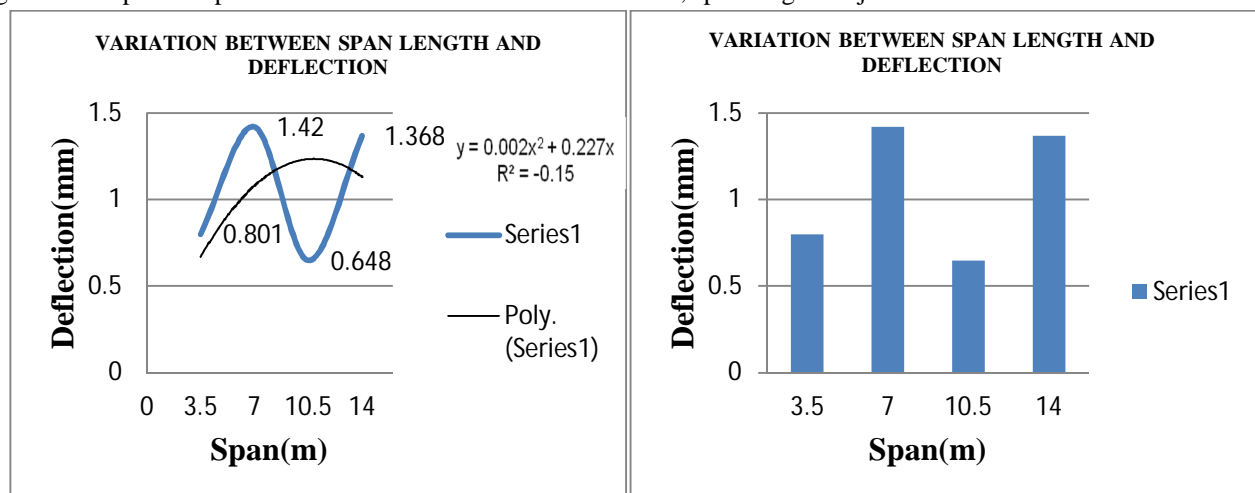 VARIATION BETWEEN SPAN LENGTH AND
DEFLECTION
1.5
1
0.5
0
0 3.5 7 10.5 14
Deflection(mm)
Span(m)
1.42
1.368
0.801
0.648
y = 0.002x² + 0.227x
R² = -0.15
Series1
Poly.
(Series1)
VARIATION BETWEEN SPAN LENGTH AND
DEFLECTION
1.5
1
0.5
0
3.5 7 10.5 14
Deflection(mm)
Span(m)
Series1